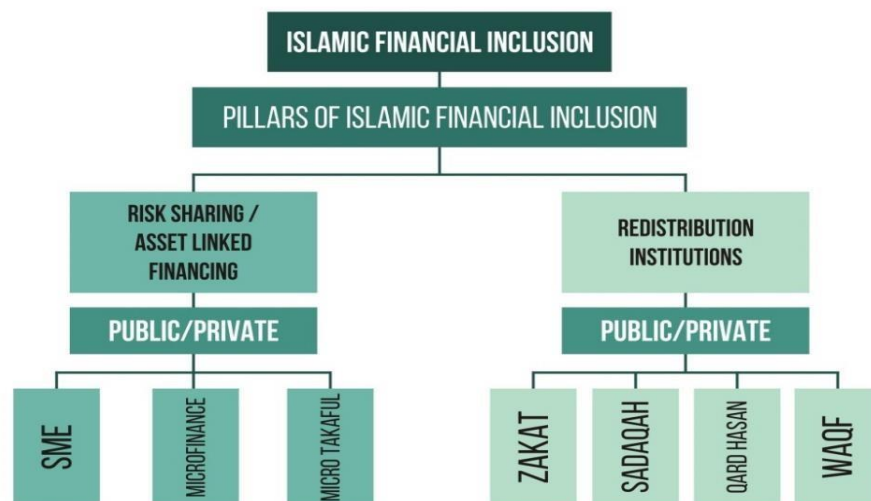 ISLAMIC FINANCIAL INCLUSION
PILLARS OF ISLAMIC FINANCIAL INCLUSION
RISK SHARING /
ASSET LINKED
FINANCING
REDISTRIBUTION
INSTITUTIONS
PUBLIC/PRIVATE
PUBLIC/PRIVATE
SME
MICROFINANCE
MICRO TAKAFUL
ZAKAT
SADAQAH
QARD HASAN
WAQF